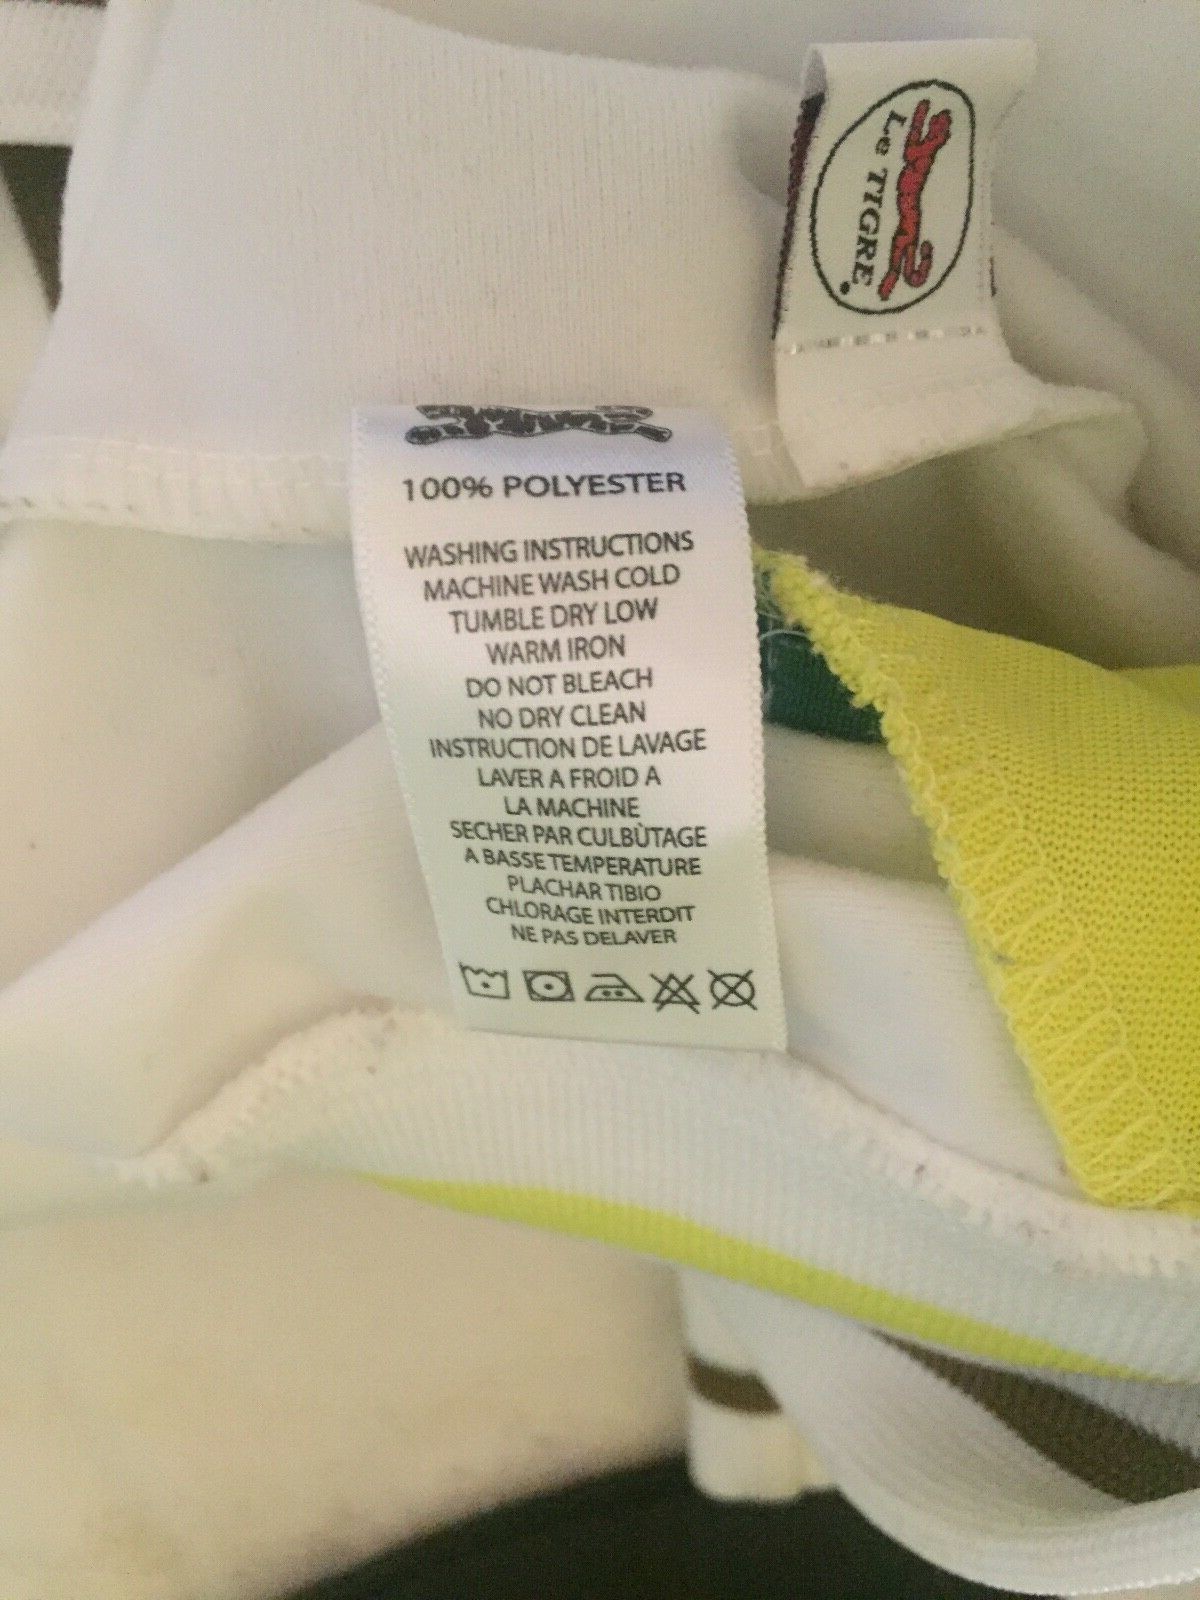 Le TIGRE
100% POLYESTER
WASHING INSTRUCTIONS
MACHINE WASH COLD
TUMBLE DRY LOW
WARM IRON
DO NOT BLEACH
NO DRY CLEAN
INSTRUCTION DE LAVAGE
LAVER A FROID A
LA MACHINE
SECHER PAR CULBÙTAGE
A BASSE TEMPERATURE
PLACHAR TIBIO
CHLORAGE INTERDIT
NE PAS DELAVER